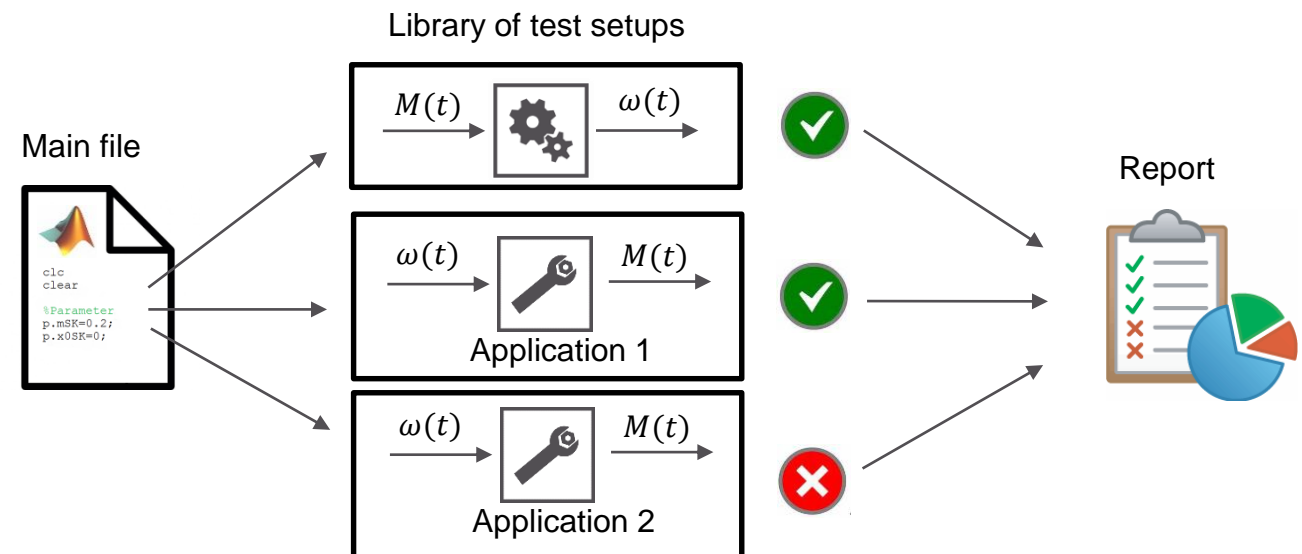 Library of test setups
M(t)
ω(t)
Main file
clc
clear
%Parameter
p.mSK=0.2;
p.x0SK=0;
ω(t)
M(t)
Application 1
ω(t)
M(t)
Application 2
Report